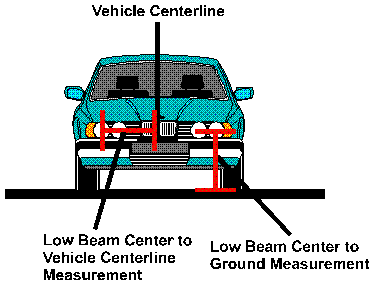 Vehicle Centerline
Low Beam Center to
Vehicle Centerline
Measurement
Low Beam Center to
Ground Measurement